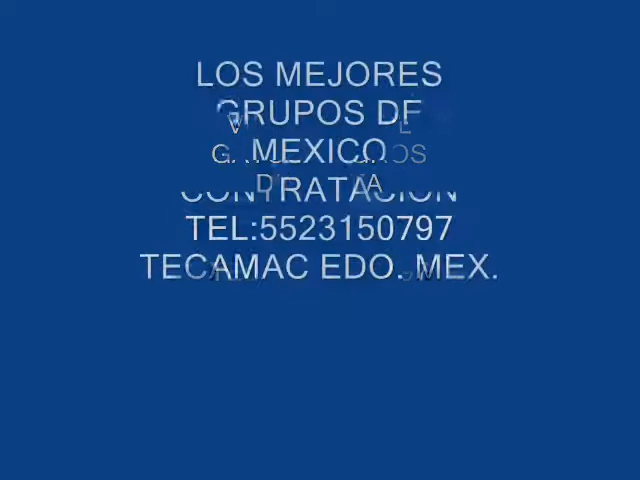 LOS MEJORES
GRUPOS DE
MEXICO
CONTRATACION
TEL:5523150797
TECAMAC EDO. MEX.